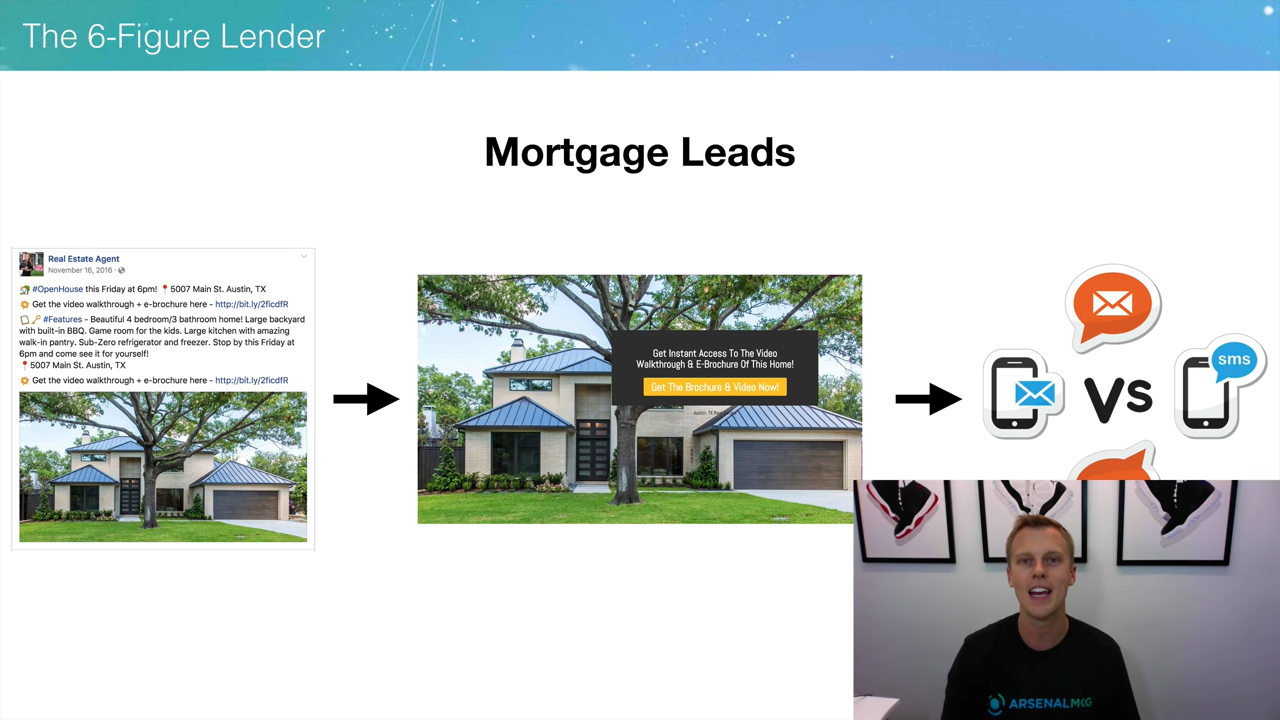 The 6-Figure Lender
Mortgage Leads
Real Estate Agent
November 16, 2016
#OpenHouse this Friday at 6pm! 📍5007 Main St. Austin, TX
Get the video walkthrough + e-brochure here - http://bit.ly/2ficdfR
#Features - Beautiful 4 bedroom/3 bathroom home! Large backyard
with built-in BBQ. Game room for the kids. Large kitchen with amazing
walk-in pantry. Sub-Zero refrigerator and freezer. Stop by this Friday at
6pm and come see it for yourself!
📍5007 Main St. Austin, TX
Get the video walkthrough + e-brochure here - http://bit.ly/2ficdfR
Get Instant Access To The Video
Walkthrough & E-Brochure Of This Home!
Get The Brochure & Video Now!
Austin, TX Real
sms
VS
ARSENALMKG